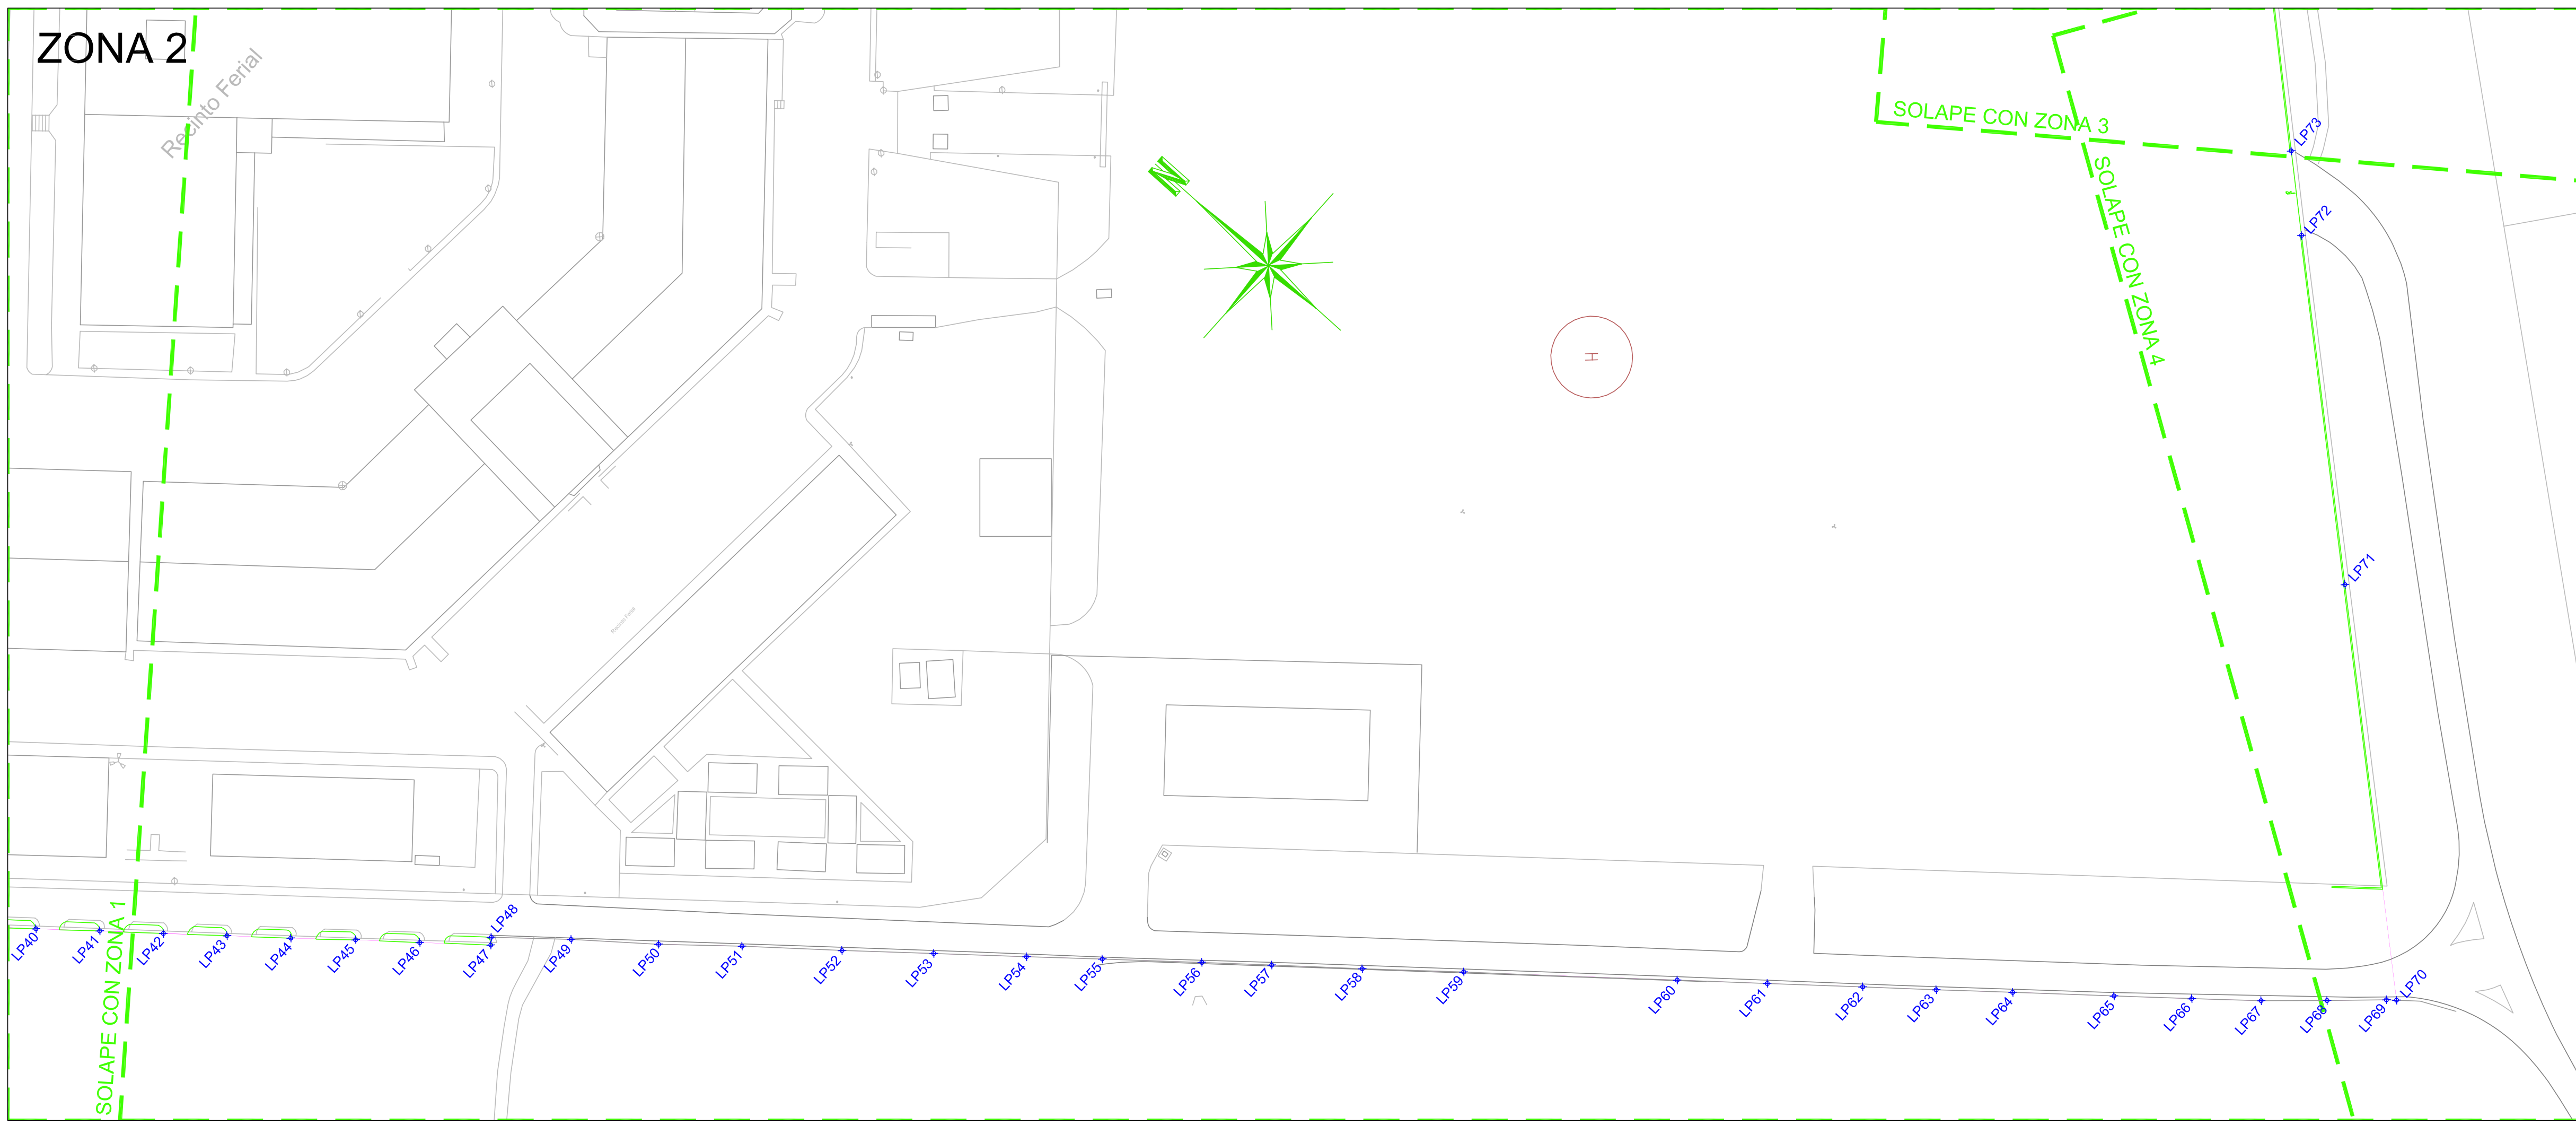 ZONA 2
Recinto Ferial
SOLAPE CON ZONA 3
SOLAPE CON ZONA 4
SOLAPE CON ZONA 1
N
H
Recinto Ferial
LP73
LP72
LP71
LP70
LP40
LP41
LP42
LP43
LP44
LP45
LP46
LP47
LP48
LP49
LP50
LP51
LP52
LP53
LP54
LP55
LP56
LP57
LP58
LP59
LP60
LP61
LP62
LP63
LP64
LP65
LP66
LP67
LP68
LP69